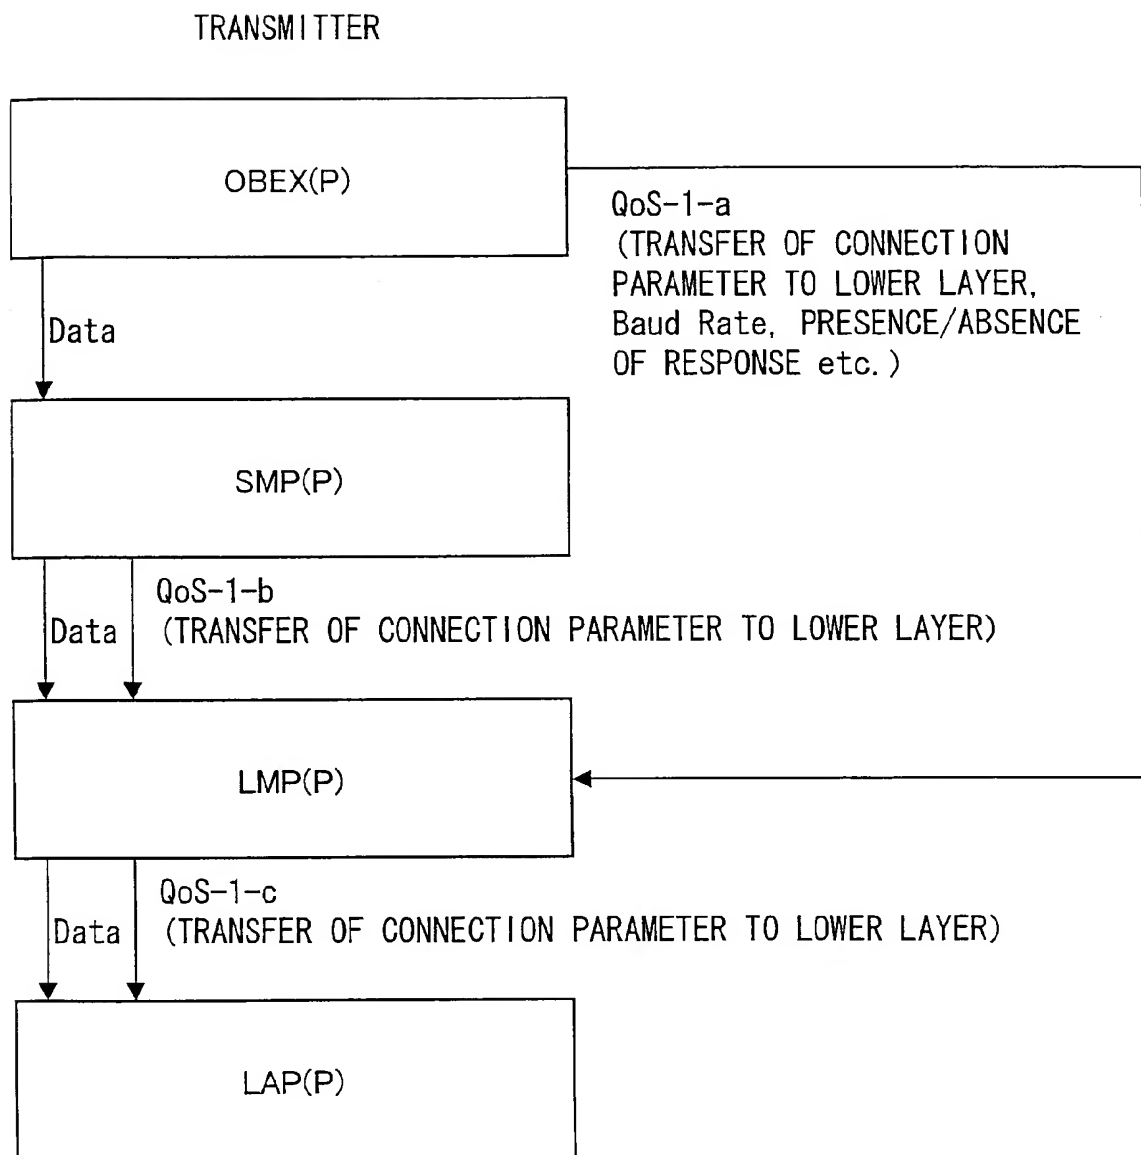 TRANSMITTER
OBEX(P)
QoS-1-a
(TRANSFER OF CONNECTION
PARAMETER TO LOWER LAYER,
Baud Rate, PRESENCE/ABSENCE
OF RESPONSE etc.)
Data
SMP(P)
QoS-1-b
Data
(TRANSFER OF CONNECTION PARAMETER TO LOWER LAYER)
LMP(P)
QoS-1-c
Data
(TRANSFER OF CONNECTION PARAMETER TO LOWER LAYER)
LAP(P)